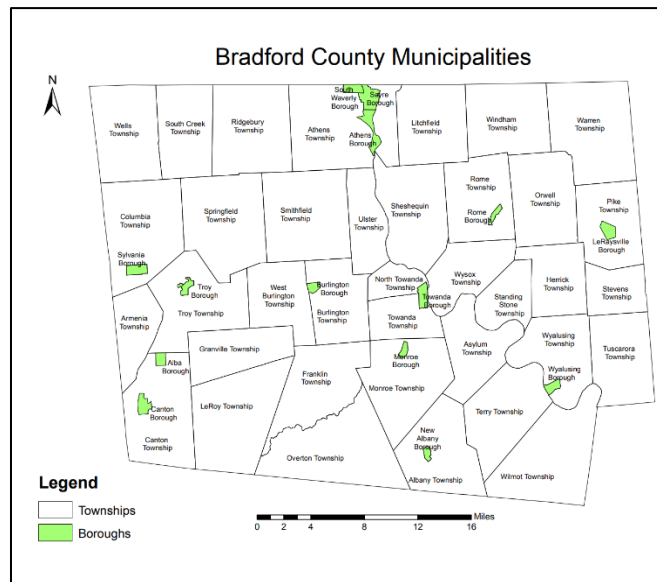 Bradford County Municipalities
N
South
Waverly
Borough
Sayre
Borough
Wells
Township
South Creek
Township
Ridgebury
Township
Athens
Township
Athens
Borough
Litchfield
Township
Windham
Township
Warren
Township
Columbia
Township
Springfield
Township
Smithfield
Township
Ulster
Township
Sheshequin
Township
Rome
Township
Rome
Borough
Orwell
Township
Pike
Township
LeRaysville
Borough
Sylvania
Borough
Troy
Borough
Troy Township
West
Burlington
Township
Burlington
Borough
Burlington
Township
North Towanda
Township
Towanda
Borough
Towanda
Township
Wysox
Township
Standing
Stone
Township
Herrick
Township
Stevens
Township
Armenia
Township
Granville Township
Alba
Borough
Franklin
Township
Monroe
Borough
Monroe Township
Asylum
Township
Wyalusing
Township
Wyalusing
Borough
Tuscarora
Township
Canton
Borough
Canton
Township
LeRoy Township
Overton Township
New
Albany
Borough
Albany Township
Terry Township
Wilmot Township
Legend
Townships
Boroughs
Miles
0 1 2 4 8 12 16